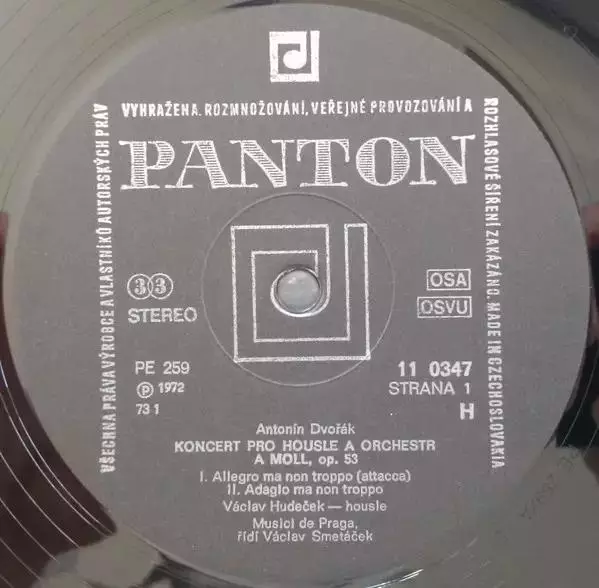 VYHRAŽENA. ROZMNOŽOVÁNÍ, VEŘEJNÉ PROVOZOVÁNÍ A
VŠECHNA PRÁVA VÝROBCE A VLASTNÍKŮ AUTORSKÝCH PRÁV
ROZHLASOVÉ ŠÍŘENÍ ZAKÁZÁNO. MADE IN CZECHOSLOVAKIA
PANTON
33
STEREO
OSA
OSVU
PE 259
Ⓟ 1972
73 1
11 0347
STRANA 1
H
Antonín Dvořák
KONCERT PRO HOUSLE A ORCHESTR
A MOLL, op. 53
I. Allegro ma non troppo (attacca)
II. Adagio ma non troppo
Václav Hudeček — housle
Musici de Praga,
řídí Václav Smetáček